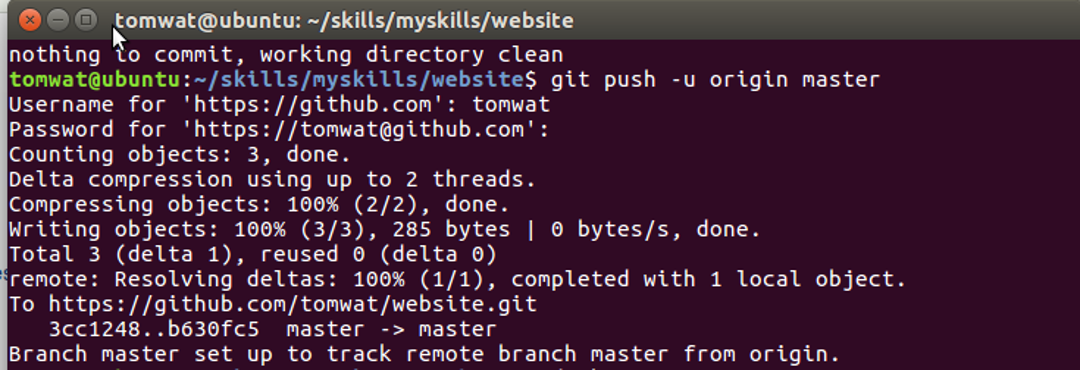 tomwat@ubuntu: ~/skills/myskills/website
nothing to commit, working directory clean
tomwat@ubuntu:~/skills/myskills/website$ git push -u origin master
Username for 'https://github.com': tomwat
Password for 'https://tomwat@github.com':
Counting objects: 3, done.
Delta compression using up to 2 threads.
Compressing objects: 100% (2/2), done.
Writing objects: 100% (3/3), 285 bytes | 0 bytes/s, done.
Total 3 (delta 1), reused 0 (delta 0)
remote: Resolving deltas: 100% (1/1), completed with 1 local object.
To https://github.com/tomwat/website.git
   3cc1248..b630fc5  master -> master
Branch master set up to track remote branch master from origin.